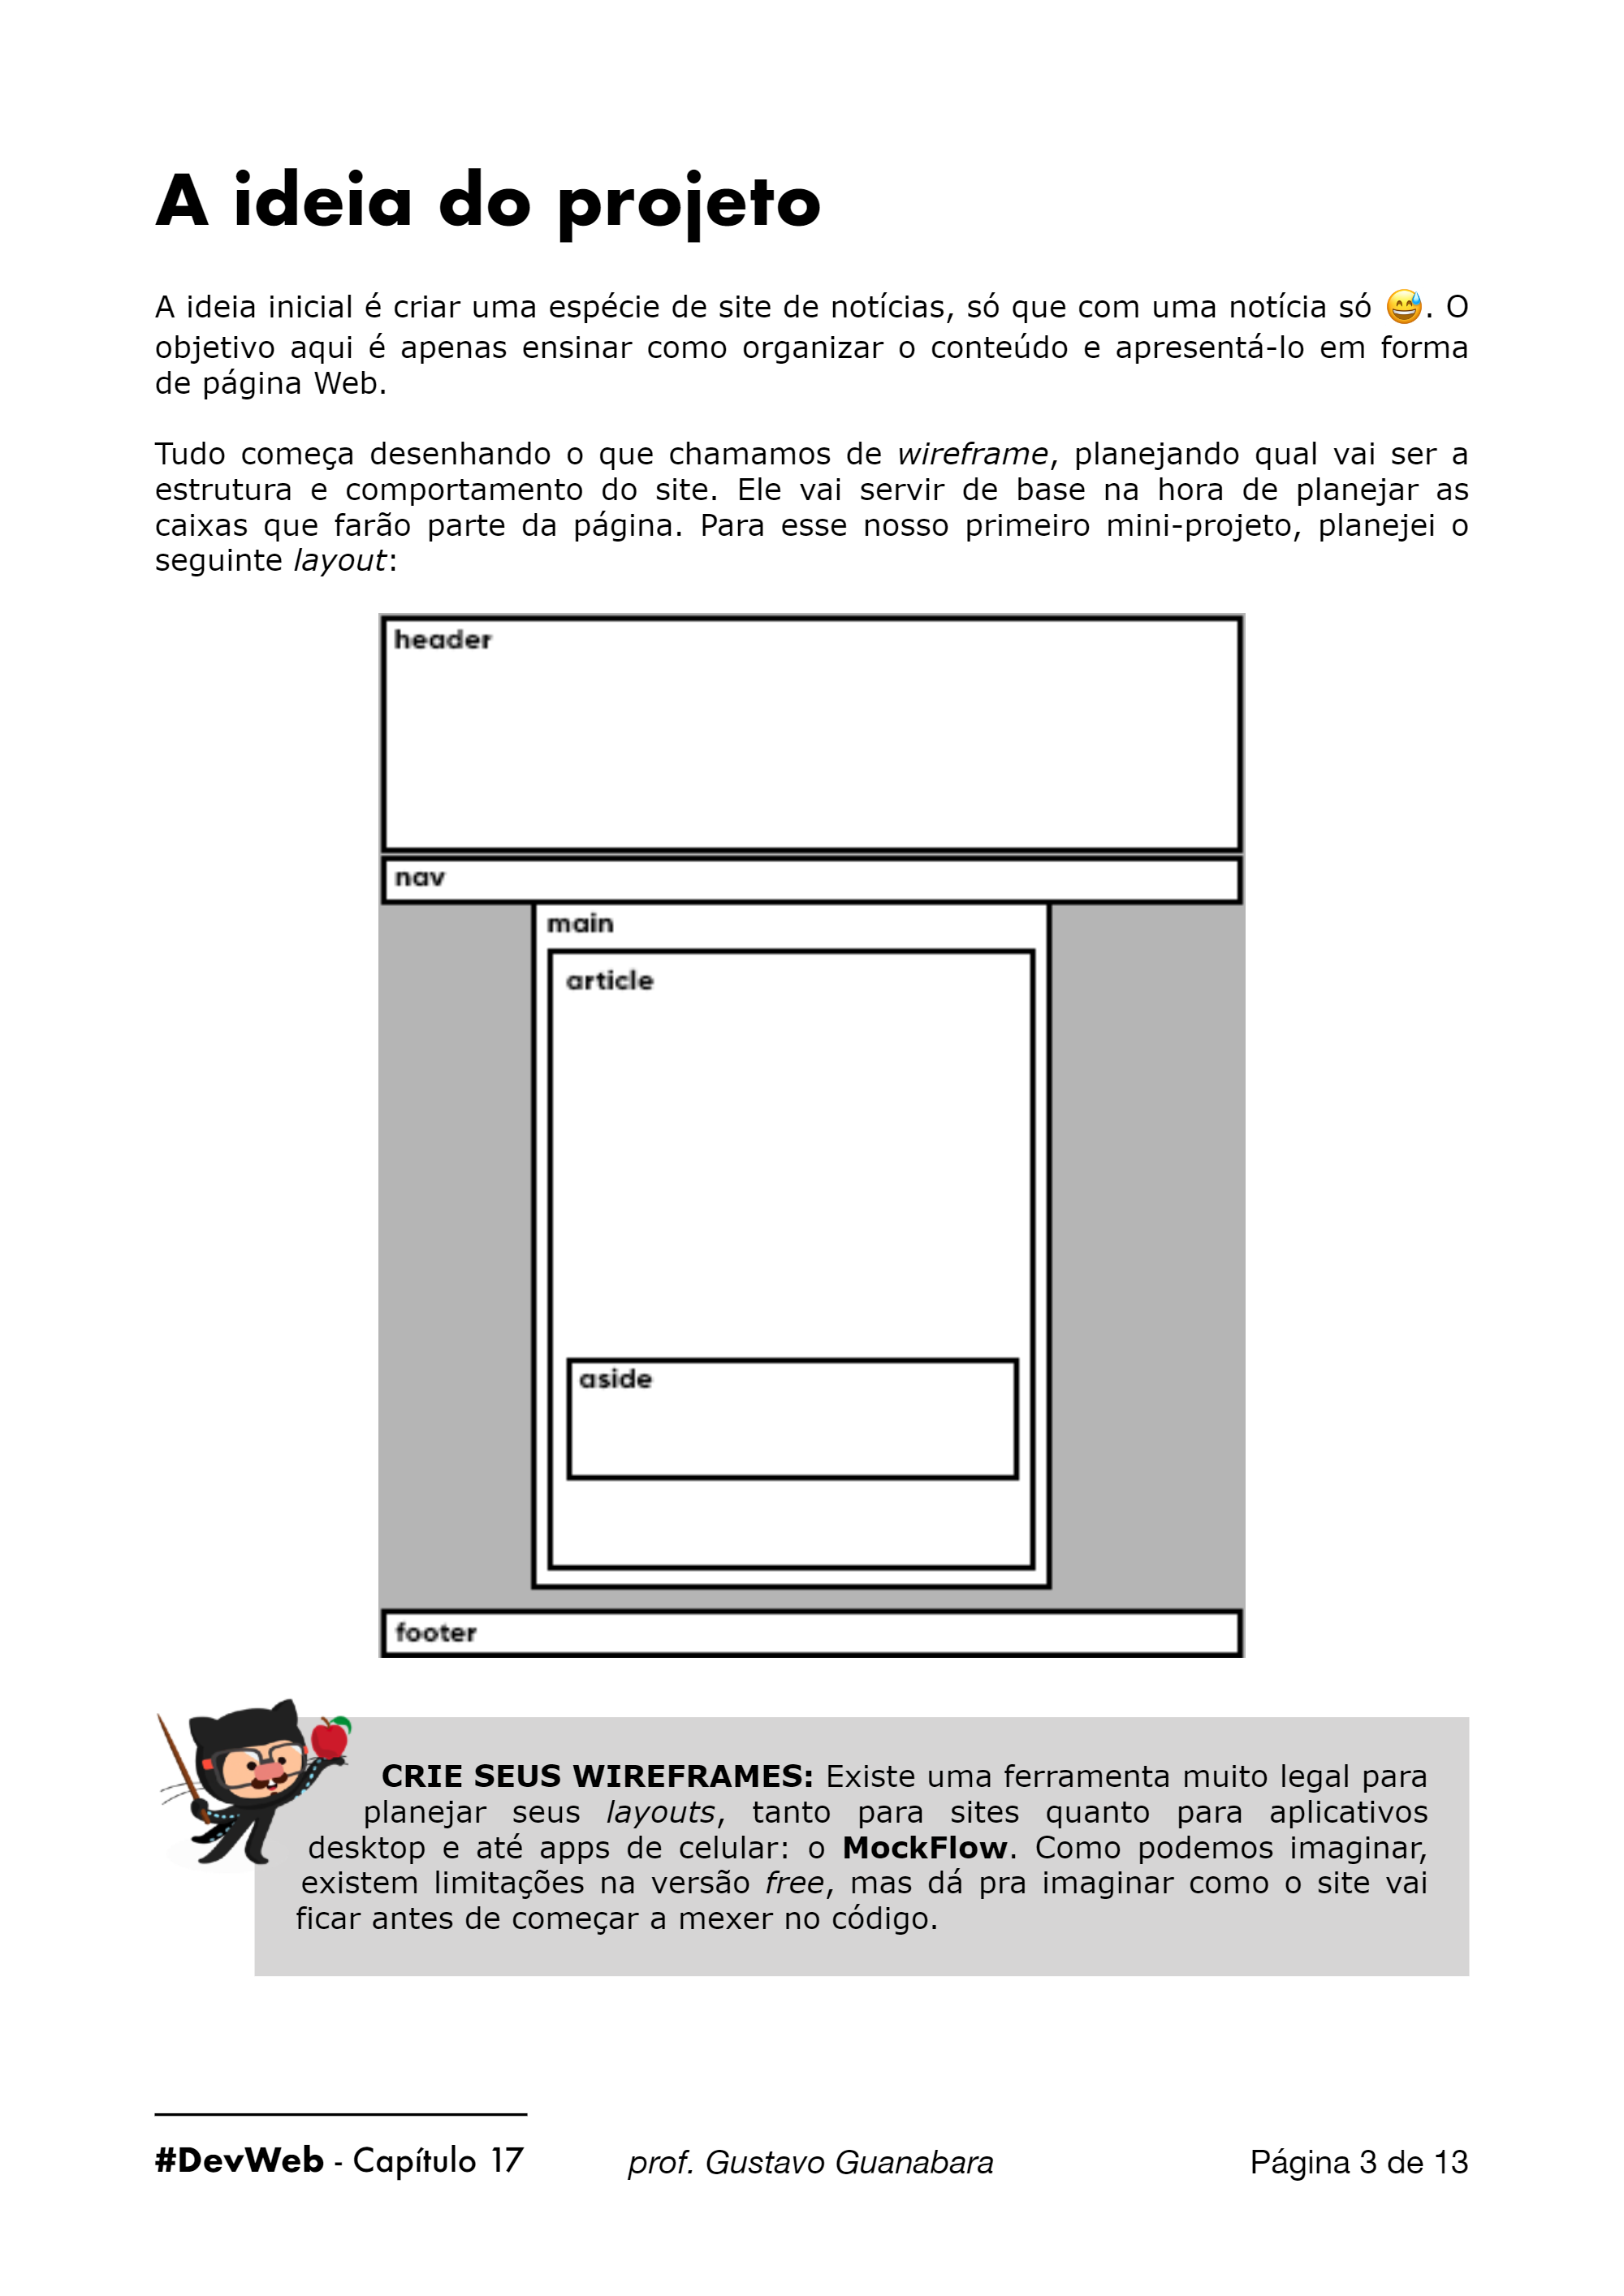 A ideia do projeto
A ideia inicial é criar uma espécie de site de notícias, só que com uma notícia só 😅. O
objetivo aqui é apenas ensinar como organizar o conteúdo e apresentá-lo em forma
de página Web.
Tudo começa desenhando o que chamamos de wireframe, planejando qual vai ser a
estrutura e comportamento do site. Ele vai servir de base na hora de planejar as
caixas que farão parte da página. Para esse nosso primeiro mini-projeto, planejei o
seguinte layout:
header
nav
main
article
aside
footer
CRIE SEUS WIREFRAMES: Existe uma ferramenta muito legal para
planejar seus layouts, tanto para sites quanto para aplicativos
desktop e até apps de celular: o MockFlow. Como podemos imaginar,
existem limitações na versão free, mas dá pra imaginar como o site vai
ficar antes de começar a mexer no código.
#DevWeb - Capítulo 17 prof. Gustavo Guanabara Página 3 de 13